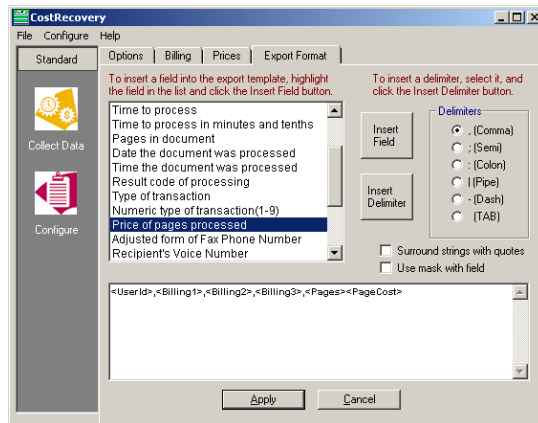 CostRecovery
File Configure Help
Standard
Options Billing Prices Export Format
To insert a field into the export template, highlight
the field in the list and click the Insert Field button.
To insert a delimiter, select it, and
click the Insert Delimiter button.
Time to process
Time to process in minutes and tenths
Pages in document
Date the document was processed
Time the document was processed
Result code of processing
Type of transaction
Numeric type of transaction(1-9)
Price of pages processed
Adjusted form of Fax Phone Number
Recipient's Voice Number
Insert
Field
Insert
Delimiter
Delimiters
, (Comma)
; (Semi)
: (Colon)
| (Pipe)
- (Dash)
(TAB)
Surround strings with quotes
Use mask with field
Collect Data
Configure
<UserId>,<Billing1>,<Billing2>,<Billing3>,<Pages><PageCost>
Apply Cancel